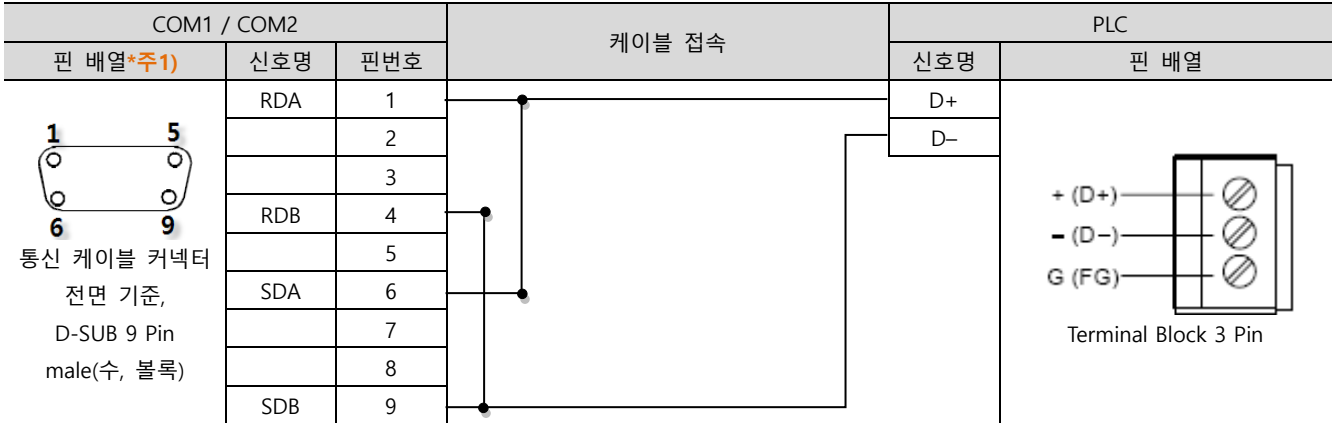 COM1 / COM2 케이블 접속 PLC
핀 배열*주1) 신호명 핀번호 신호명 핀 배열
RDA 1 D+
2 D–
3
RDB 4
5
SDA 6
7
8
SDB 9
1 5
6 9
통신 케이블 커넥터
전면 기준,
D-SUB 9 Pin
male(수, 볼록)
+ (D+)
– (D–)
G (FG)
Terminal Block 3 Pin